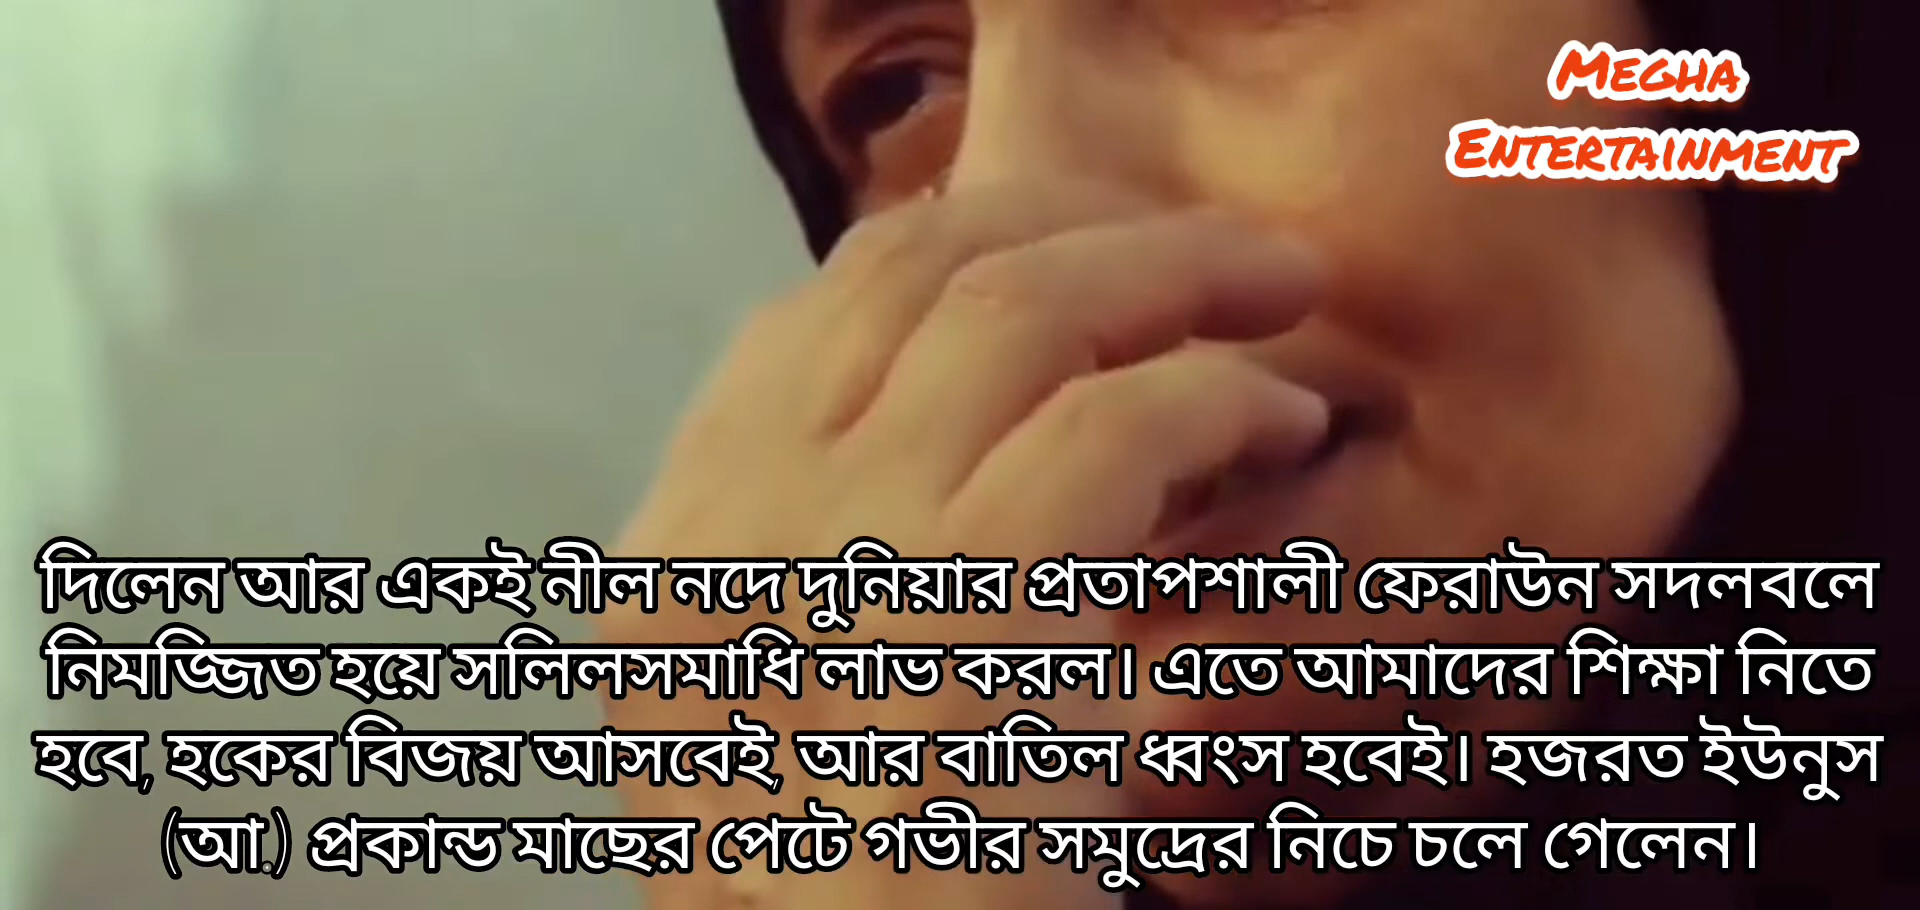 MEGHA
ENTERTAINMENT
দিলেন আর একই নীল নদে দুনিয়ার প্রতাপশালী ফেরাউন সদলবলে
নিমজ্জিত হয়ে সলিলসমাধি লাভ করল। এতে আমাদের শিক্ষা নিতে
হবে, হকের বিজয় আসবেই, আর বাতিল ধ্বংস হবেই। হজরত ইউনুস
(আ.) প্রকান্ড মাছের পেটে গভীর সমুদ্রের নিচে চলে গেলেন।